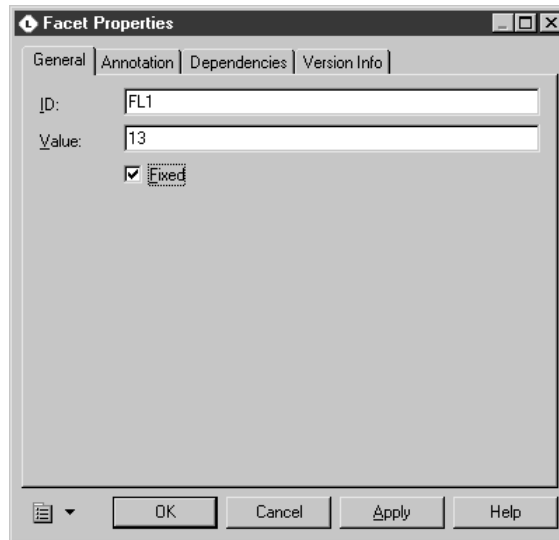 Facet Properties
General Annotation Dependencies Version Info
ID: FL1
Value: 13
Fixed
OK Cancel Apply Help